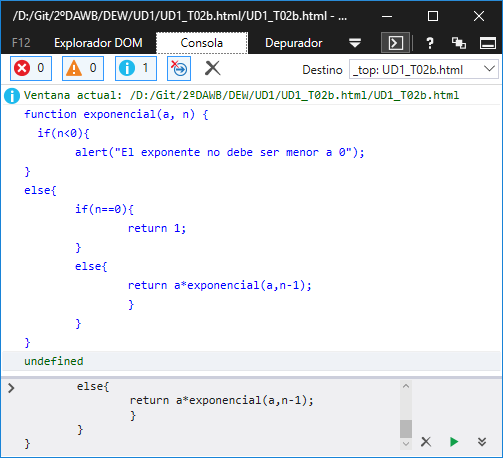 /D:/Git/2ºDAWB/DEW/UD1/UD1_T02b.html/UD1_T02b.html - ...
F12 Explorador DOM Consola Depurador ?
0 0 1 Destino _top: UD1_T02b.html
Ventana actual: /D:/Git/2ºDAWB/DEW/UD1/UD1_T02b.html/UD1_T02b.html
function exponencial(a, n) {
if(n<0){
alert("El exponente no debe ser menor a 0");
}
else{
if(n==0){
return 1;
}
else{
return a*exponencial(a,n-1);
}
}
}
undefined
else{
return a*exponencial(a,n-1);
}
}
}